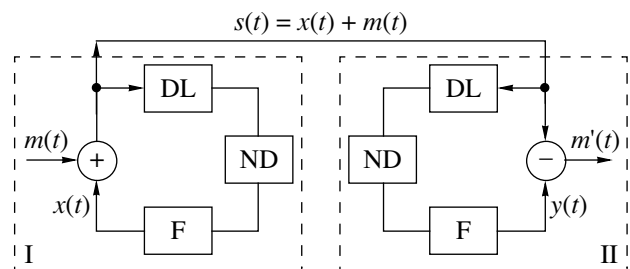 s(t) = x(t) + m(t)
DL
DL
m(t)
+
ND
ND
−
m'(t)
x(t)
F
F
y(t)
I
II